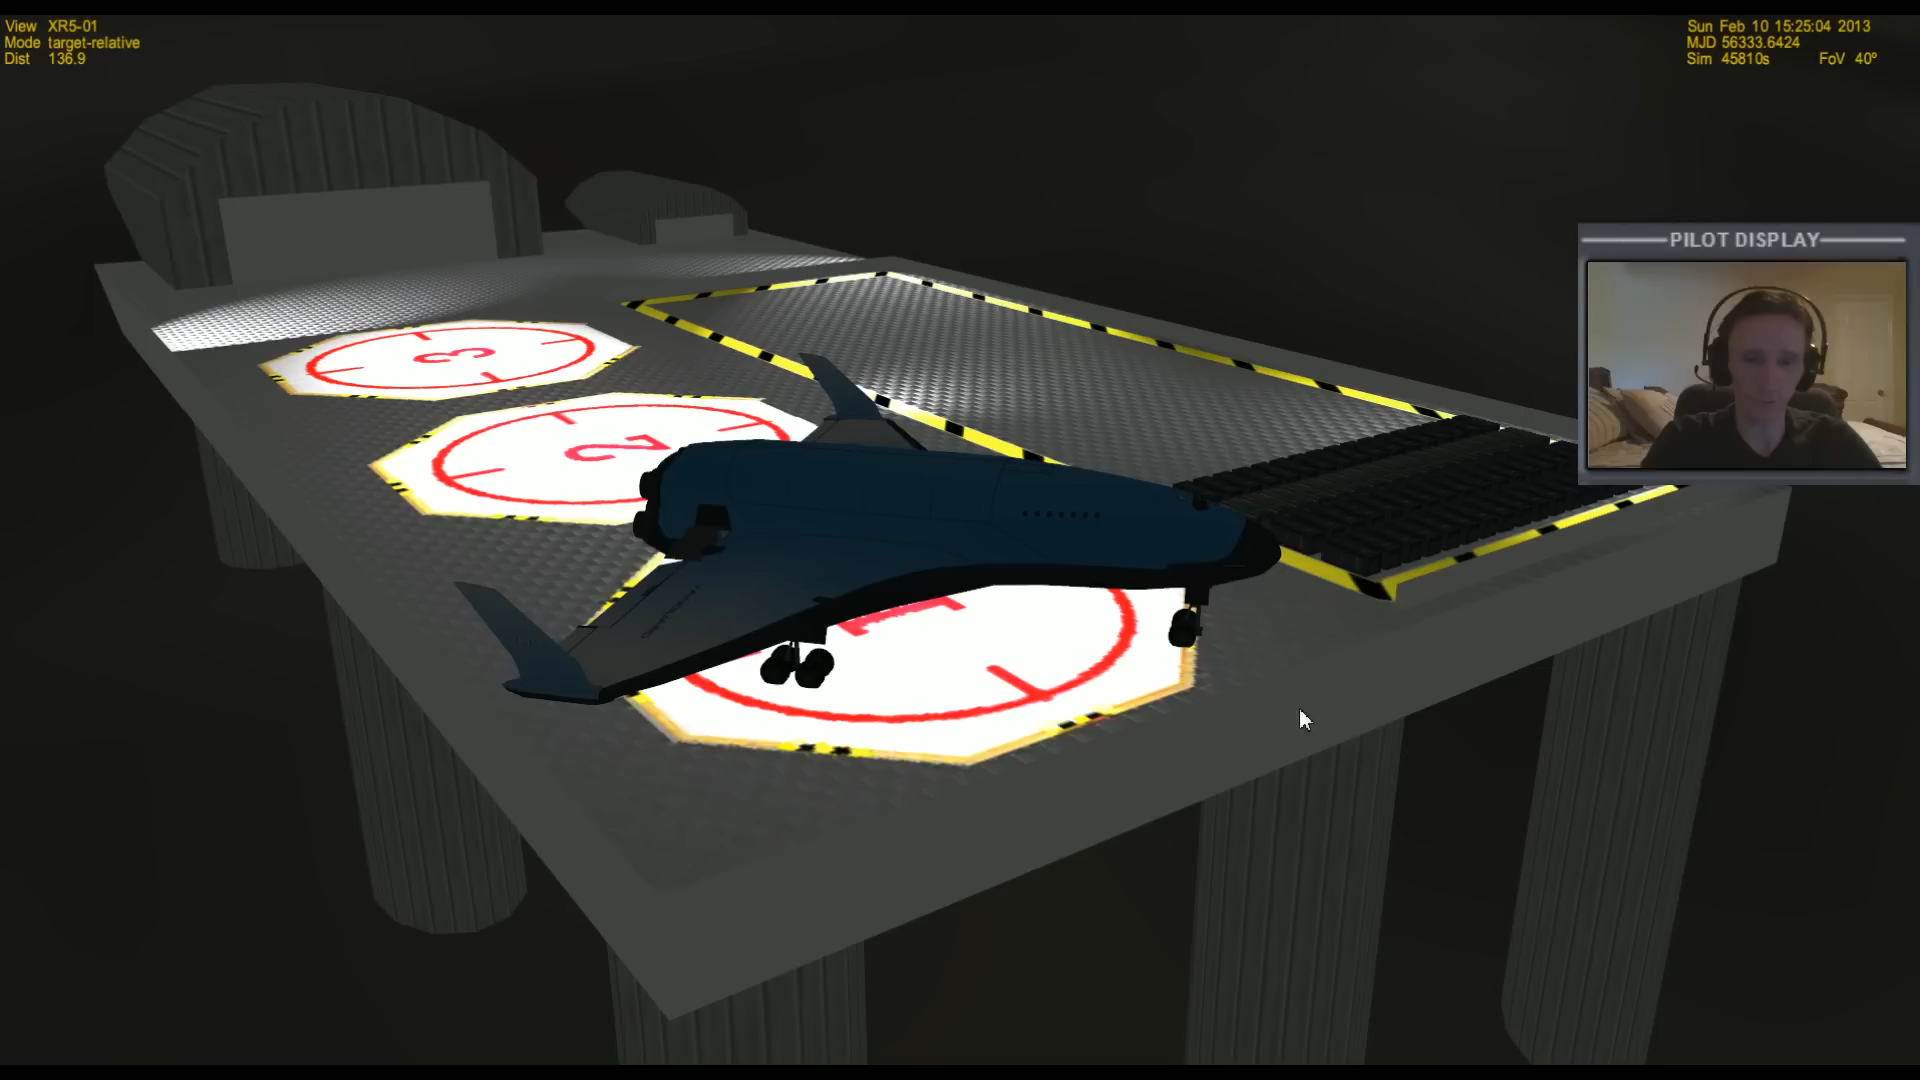 View XR5-01
Mode target-relative
Dist 136.9
Sun Feb 10 15:25:04 2013
MJD 56333.6424
Sim 45810s FoV 40°
PILOT DISPLAY
3
2
1